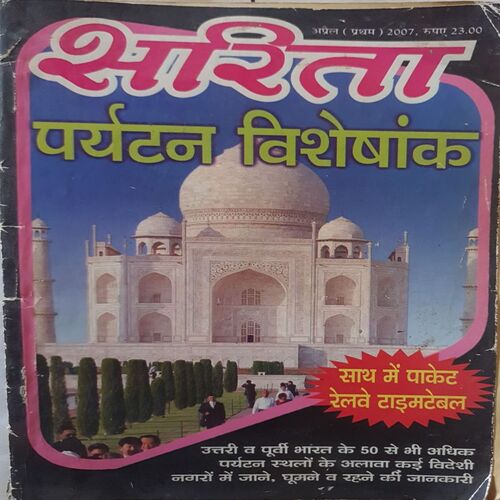 अप्रैल ( प्रथम ) 2007, रुपए 23.00
सरिता
पर्यटन विशेषांक
साथ में पाकेट
रेलवे टाइमटेबल
उत्तरी व पूर्वी भारत के 50 से भी अधिक
पर्यटन स्थलों के अलावा कई विदेशी
नगरों में जाने, घूमने व रहने की जानकारी